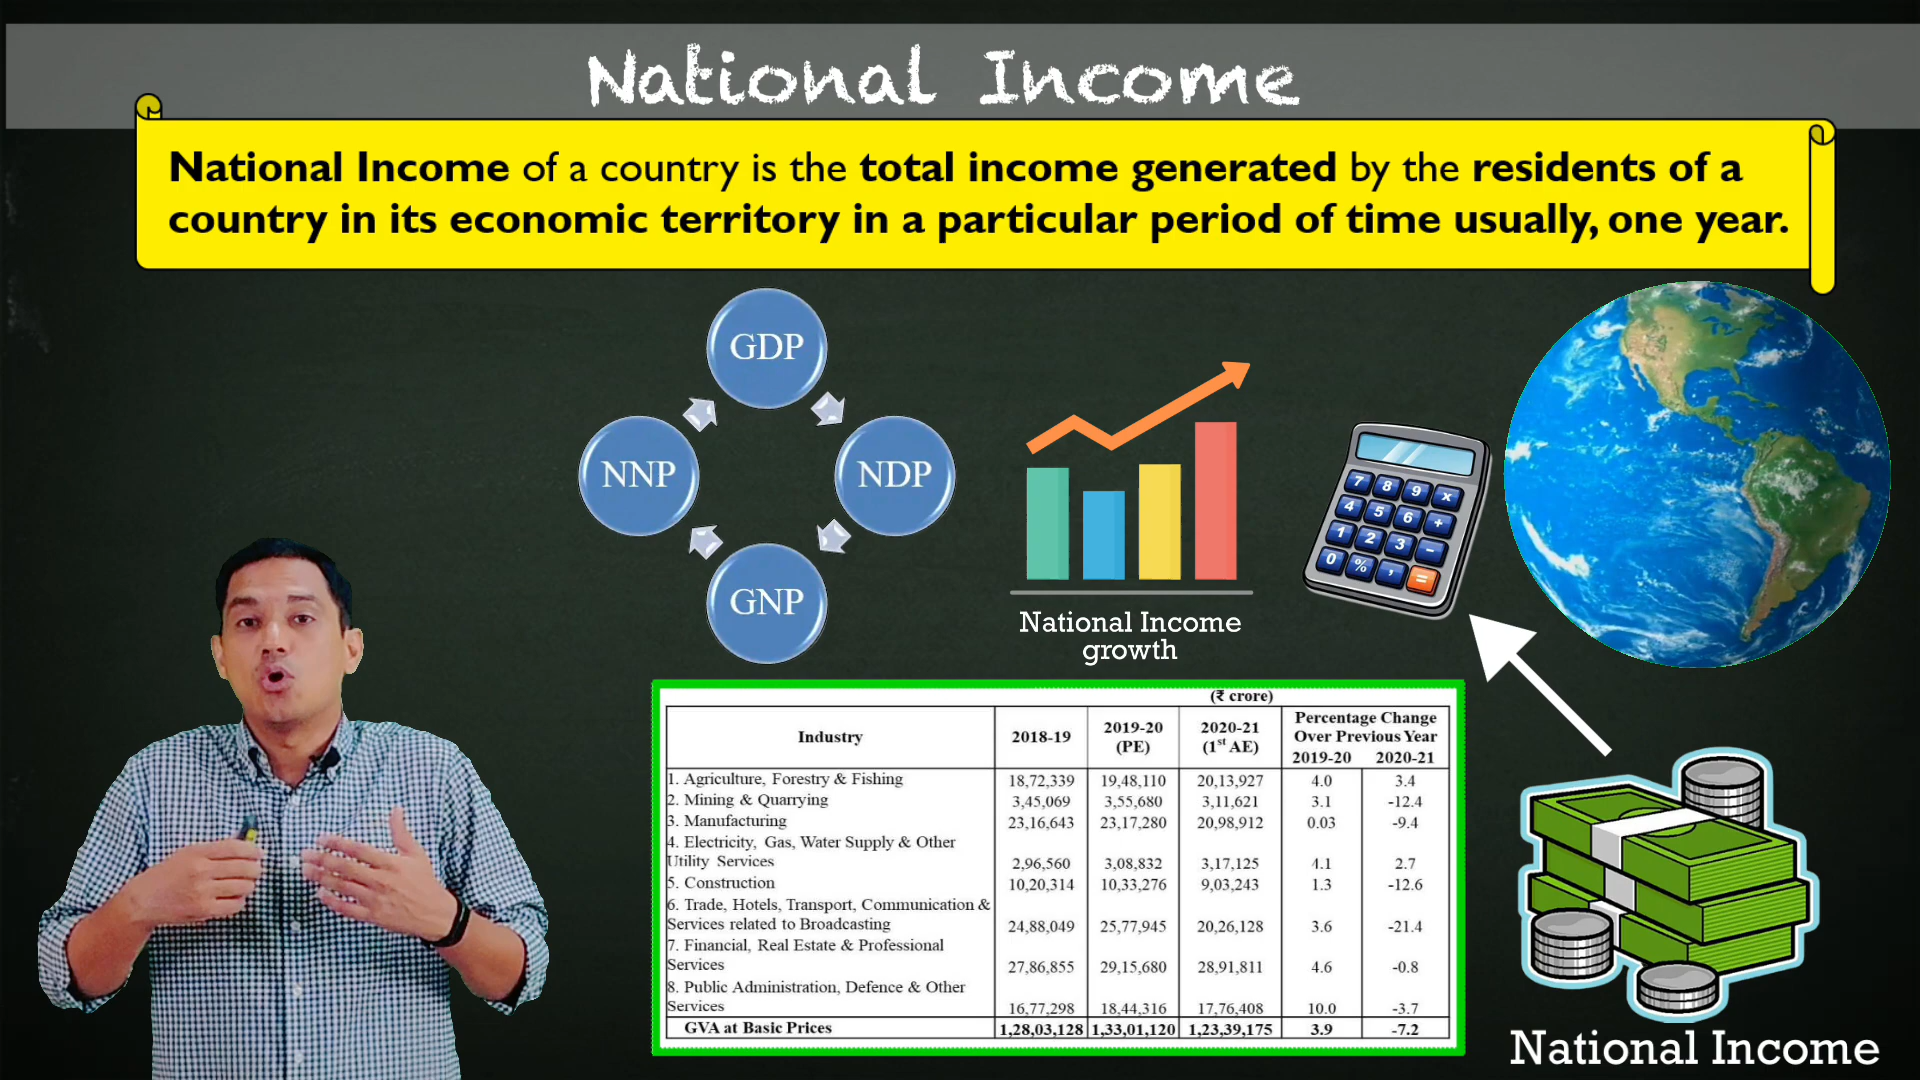 National Income
National Income of a country is the total income generated by the residents of a
country in its economic territory in a particular period of time usually, one year.
GDP
NNP
NDP
GNP
National Income
growth
7 8 9 x
4 5 6 +
1 2 3 -
0 % , =
(₹ crore)
Industry 2018-19 2019-20 (PE) 2020-21 (1st AE) Percentage Change Over Previous Year
2019-20 2020-21
1. Agriculture, Forestry & Fishing 18,72,339 19,48,110 20,13,927 4.0 3.4
2. Mining & Quarrying 3,45,069 3,55,680 3,11,621 3.1 -12.4
3. Manufacturing 23,16,643 23,17,280 20,98,912 0.03 -9.4
4. Electricity, Gas, Water Supply & Other
Utility Services 2,96,560 3,08,832 3,17,125 4.1 2.7
5. Construction 10,20,314 10,33,276 9,03,243 1.3 -12.6
6. Trade, Hotels, Transport, Communication &
Services related to Broadcasting 24,88,049 25,77,945 20,26,128 3.6 -21.4
7. Financial, Real Estate & Professional
Services 27,86,855 29,15,680 28,91,811 4.6 -0.8
8. Public Administration, Defence & Other
Services 16,77,298 18,44,316 17,76,408 10.0 -3.7
GVA at Basic Prices 1,28,03,128 1,33,01,120 1,23,39,175 3.9 -7.2
National Income